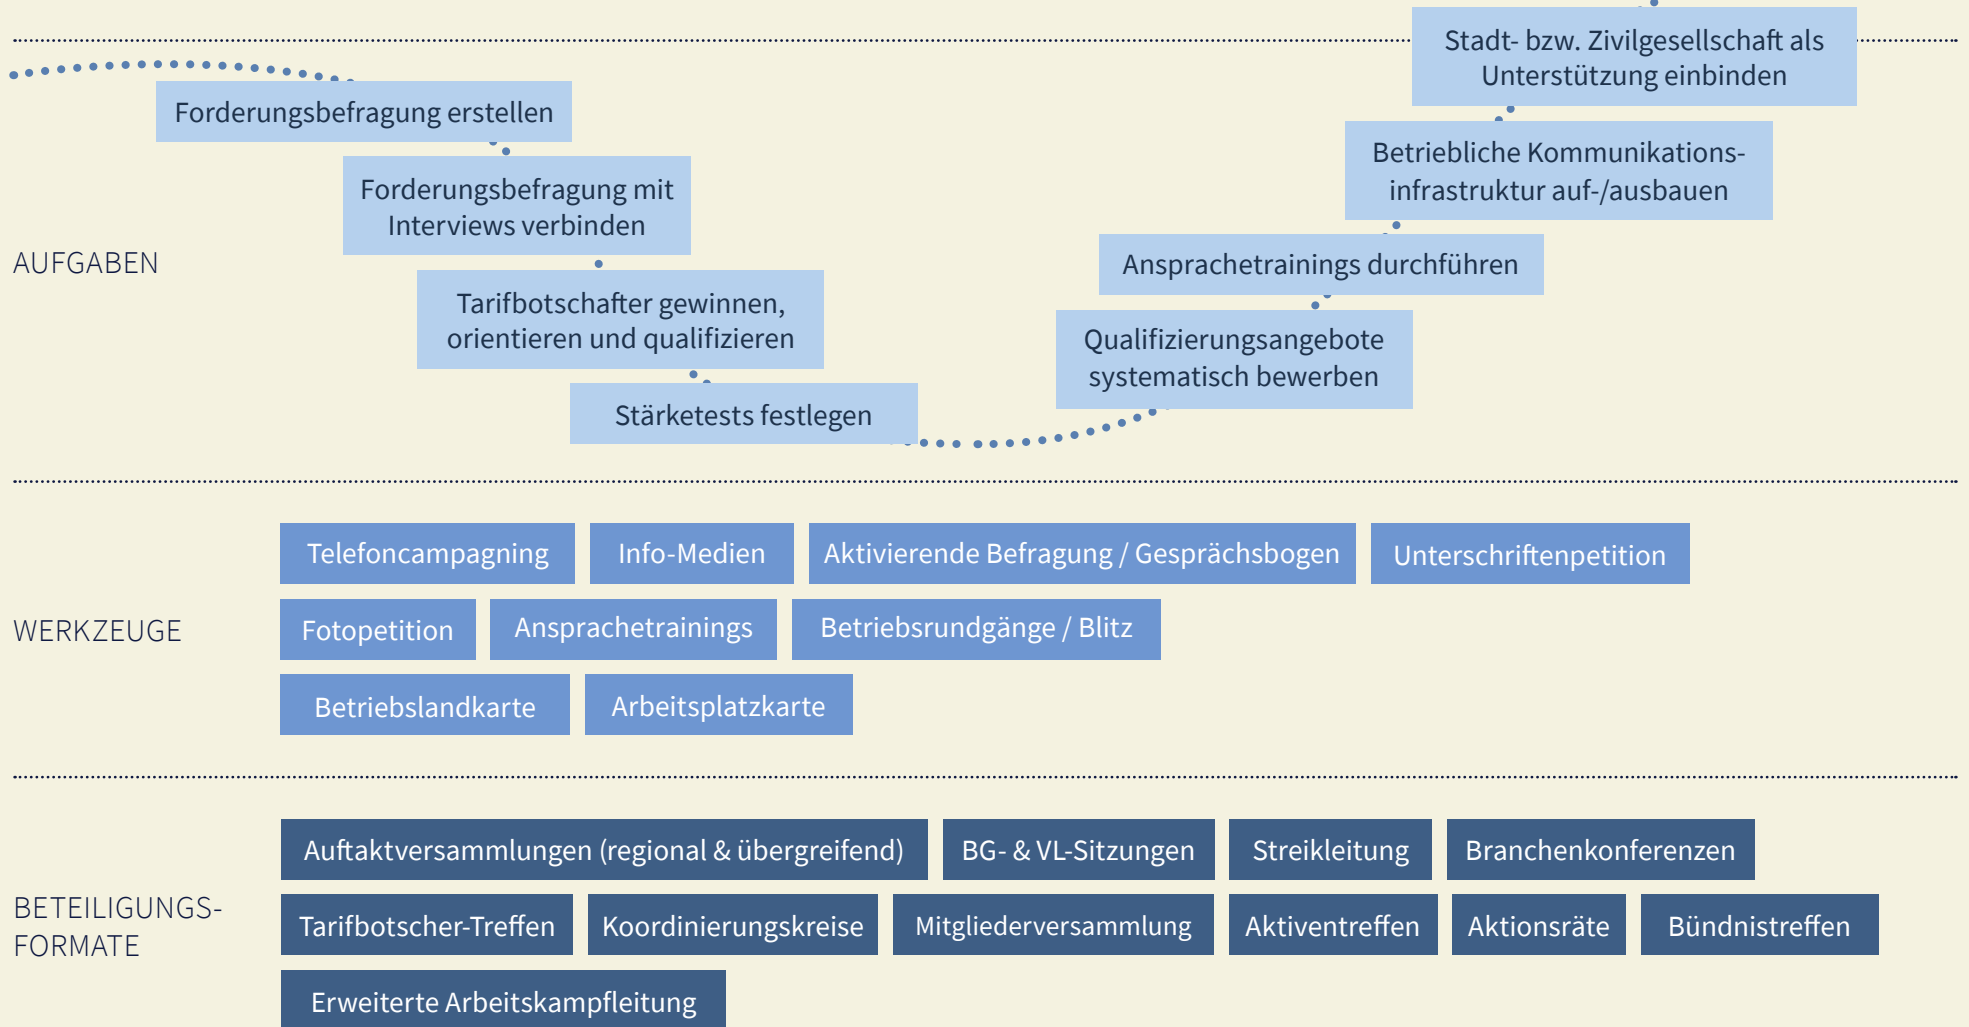 Stadt- bzw. Zivilgesellschaft als
Unterstützung einbinden
Forderungsbefragung erstellen
Betriebliche Kommunikations-
infrastruktur auf-/ausbauen
Forderungsbefragung mit
Interviews verbinden
AUFGABEN
Ansprachetrainings durchführen
Tarifbotschafter gewinnen,
orientieren und qualifizieren
Qualifizierungsangebote
systematisch bewerben
Stärketests festlegen
Telefoncampagning
Info-Medien
Aktivierende Befragung / Gesprächsbogen
Unterschriftenpetition
WERKZEUGE
Fotopetition
Ansprachetrainings
Betriebsrundgänge / Blitz
Betriebslandkarte
Arbeitsplatzkarte
Auftaktversammlungen (regional & übergreifend)
BG- & VL-Sitzungen
Streikleitung
Branchenkonferenzen
BETEILIGUNGS-
FORMATE
Tarifbotscher-Treffen
Koordinierungskreise
Mitgliederversammlung
Aktiventreffen
Aktionsräte
Bündnistreffen
Erweiterte Arbeitskampfleitung